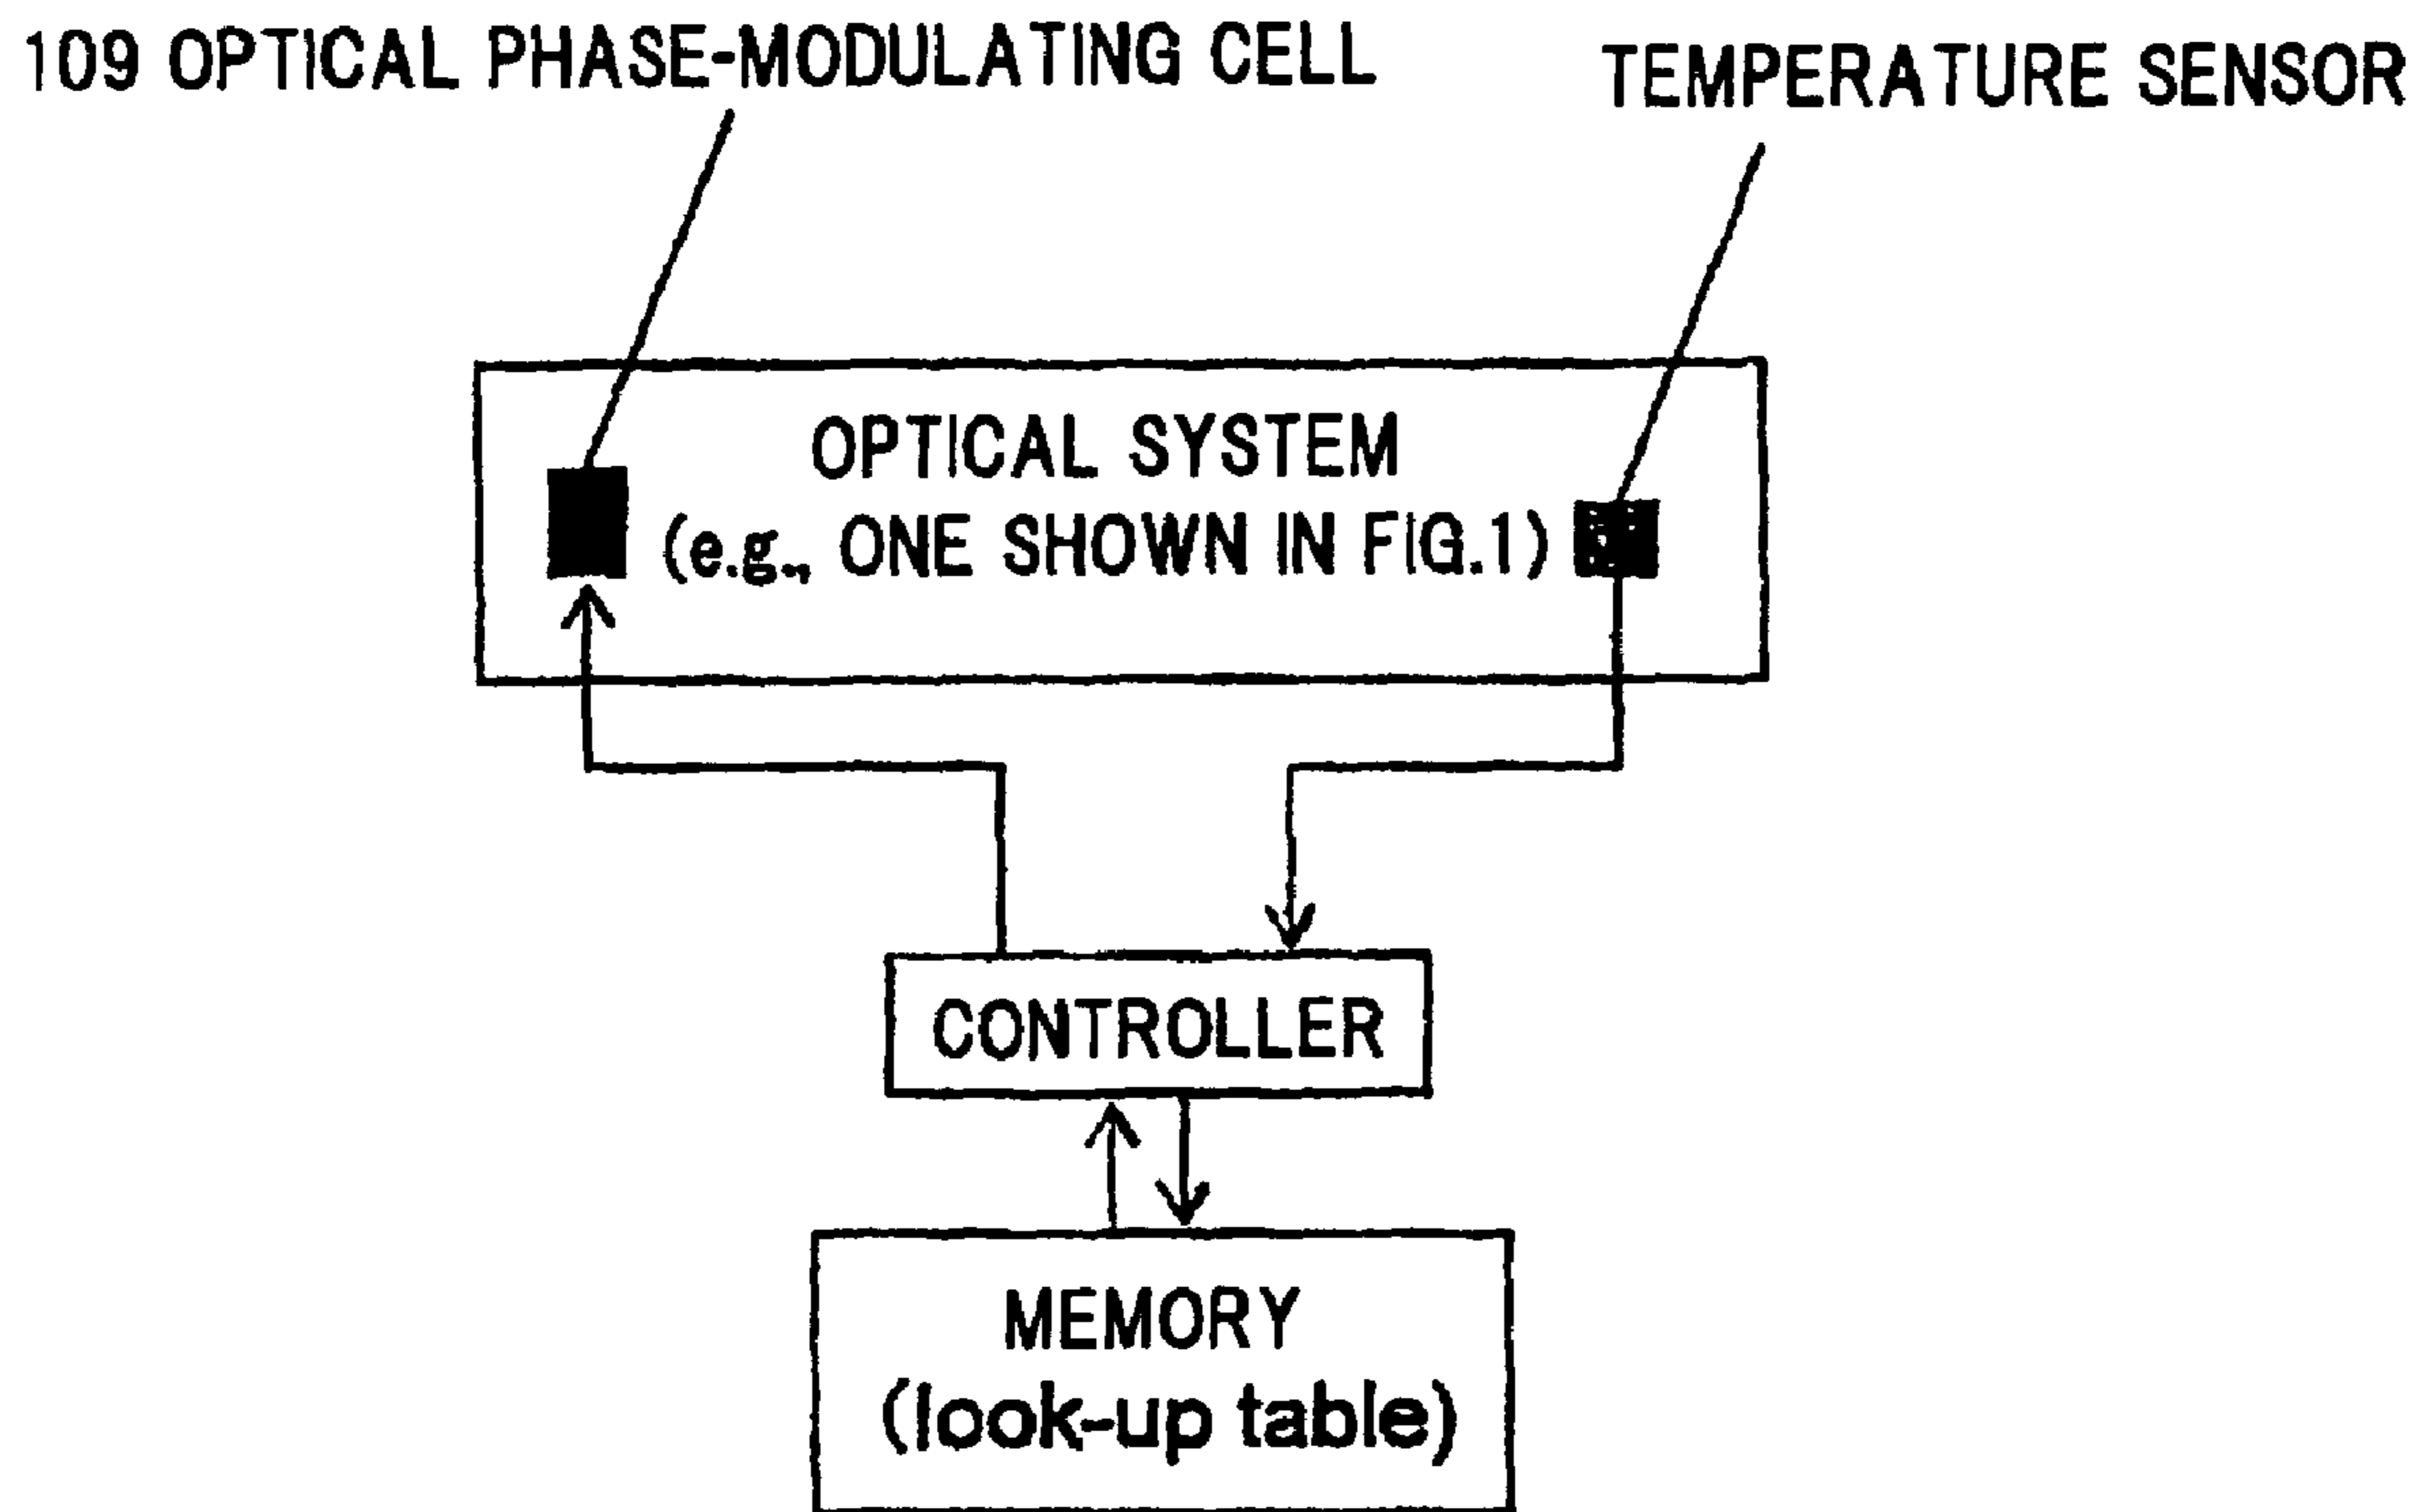 109 OPTICAL PHASE-MODULATING CELL
TEMPERATURE SENSOR
OPTICAL SYSTEM
(e.g., ONE SHOWN IN FIG.1)
CONTROLLER
MEMORY
(look-up table)